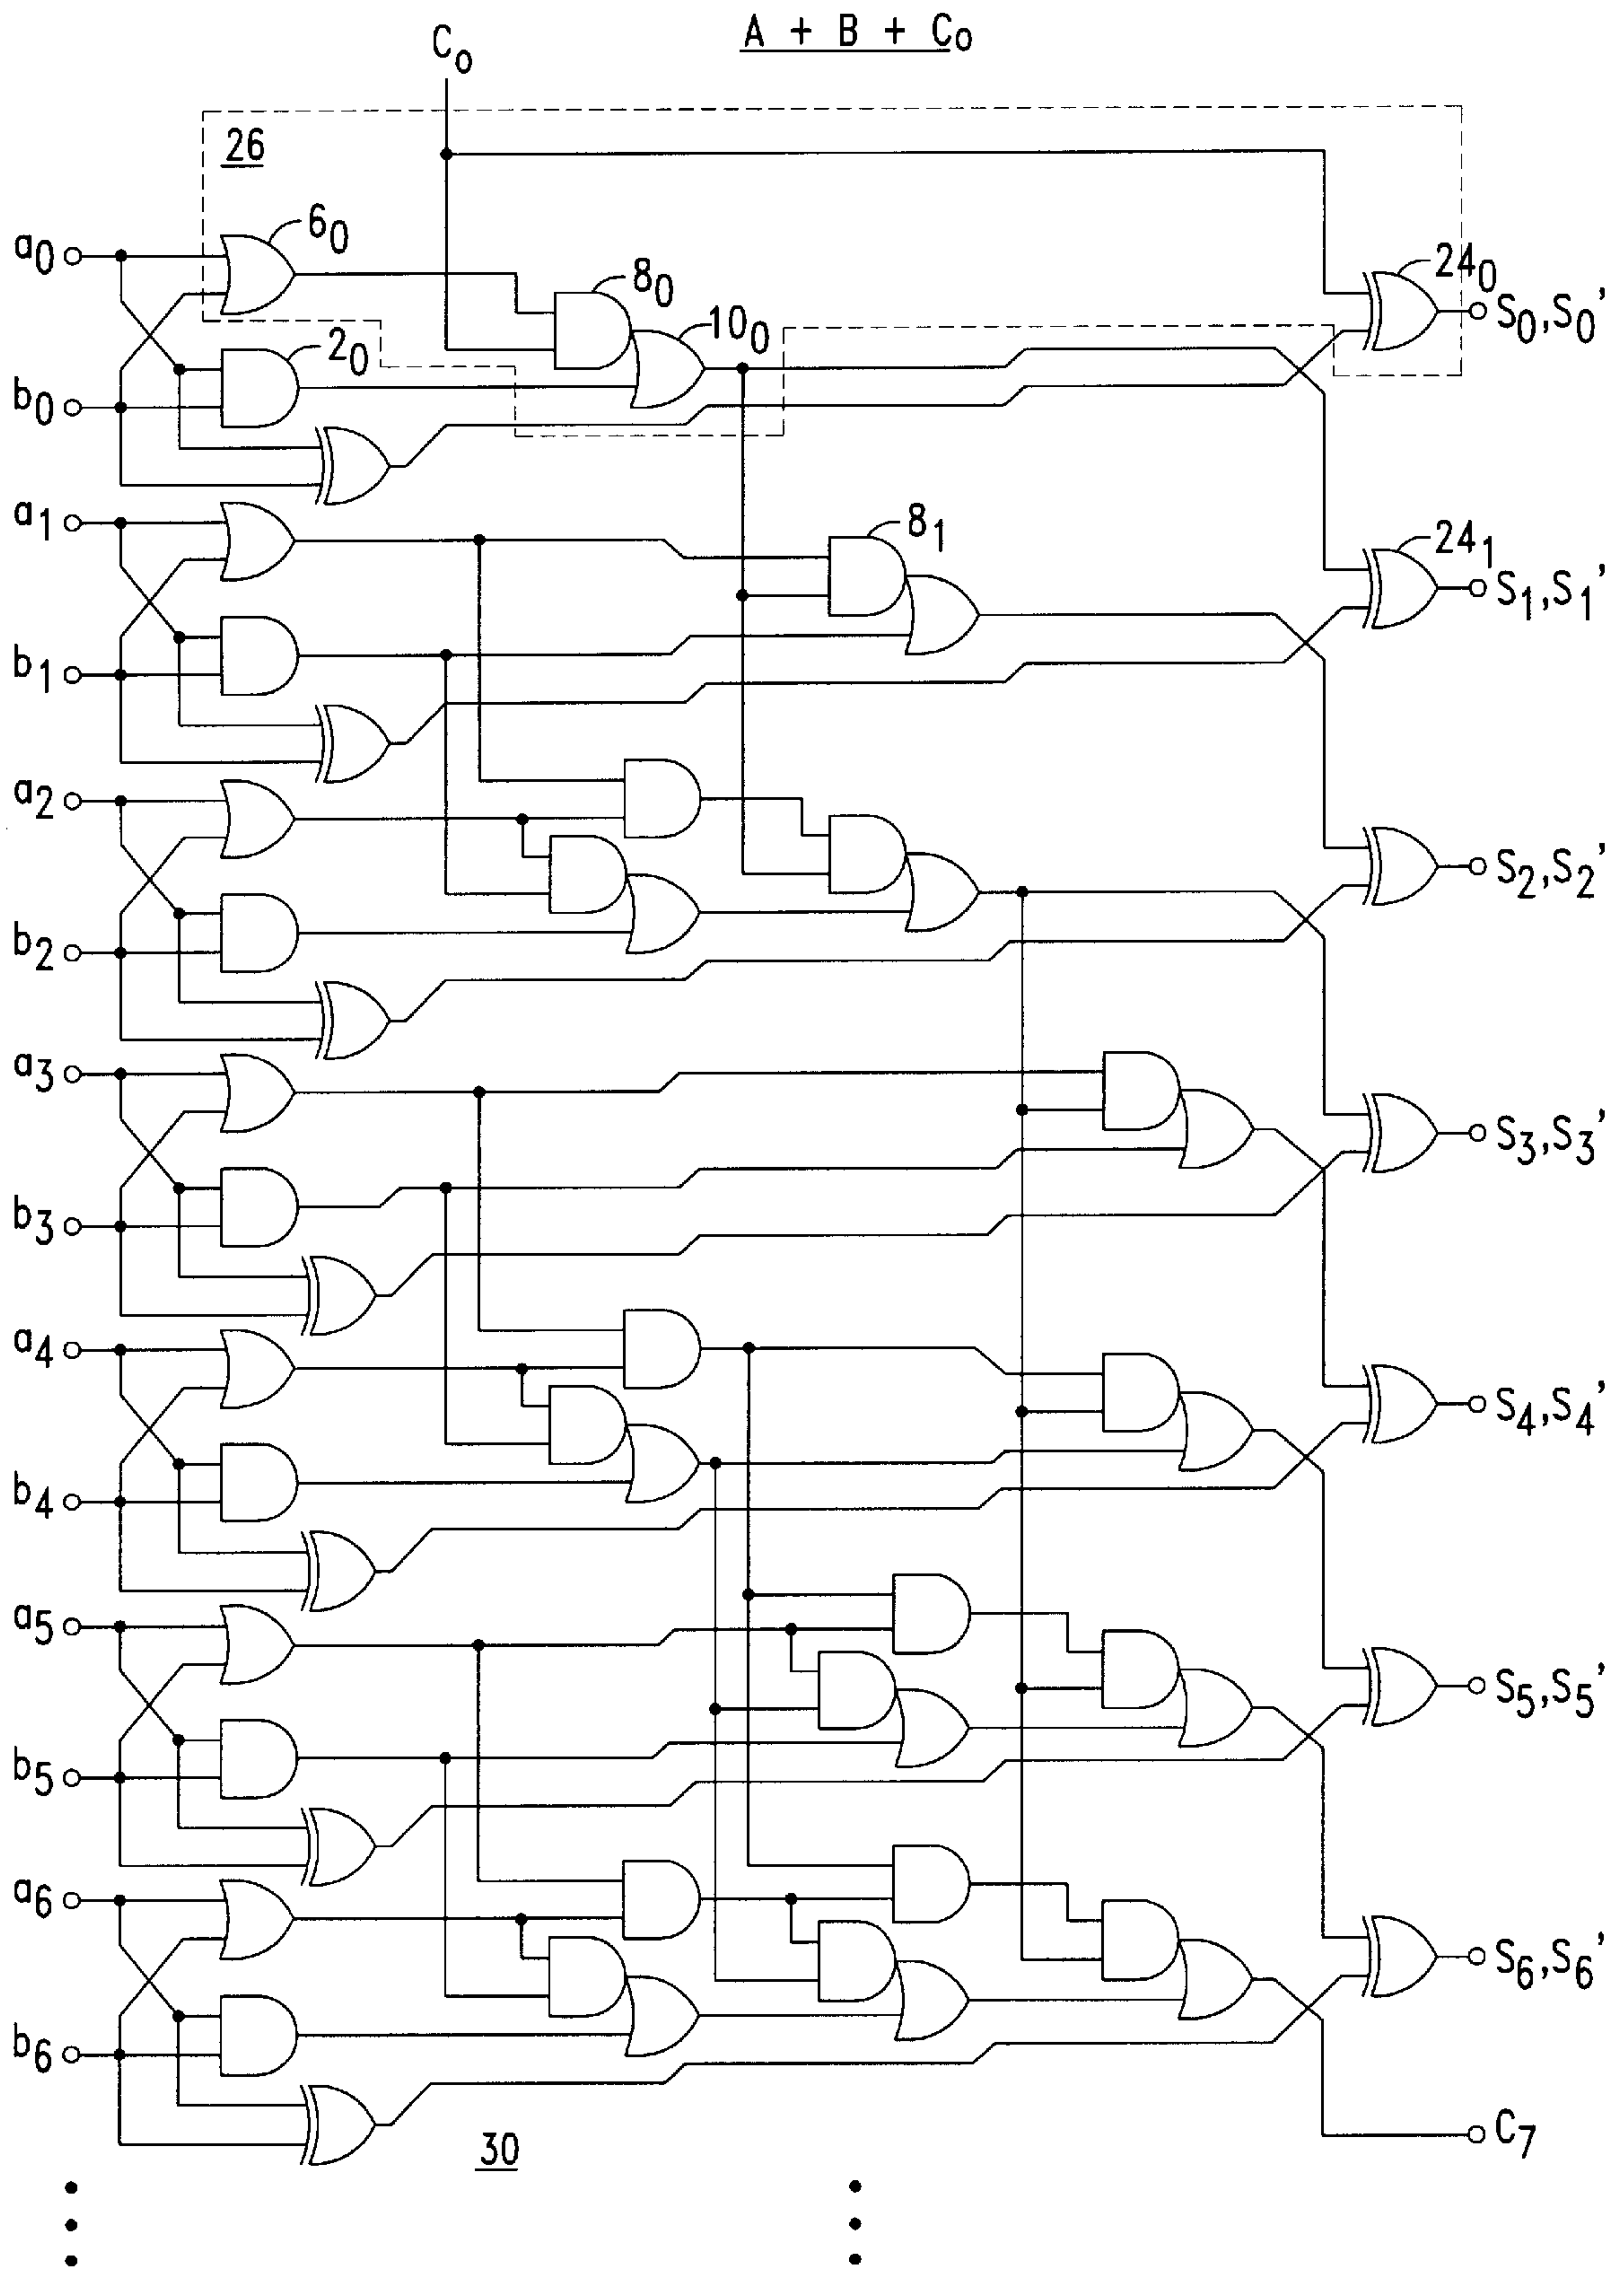 A + B + C₀
C₀
26
a₀
6₀
8₀
24₀
S₀,S₀'
10₀
2₀
b₀
a₁
8₁
24₁
S₁,S₁'
b₁
a₂
S₂,S₂'
b₂
a₃
S₃,S₃'
b₃
a₄
S₄,S₄'
b₄
a₅
S₅,S₅'
b₅
a₆
S₆,S₆'
b₆
C₇
30